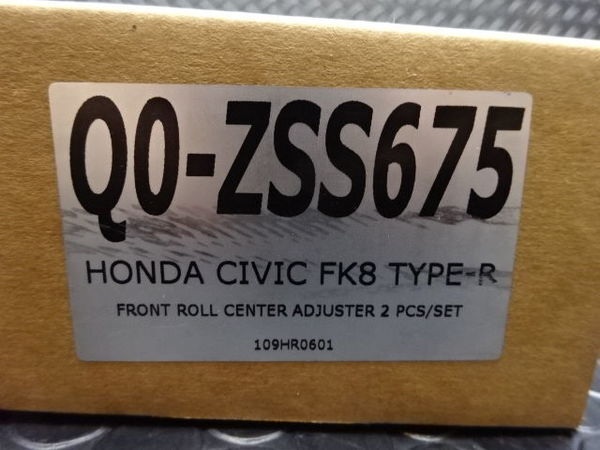 Q0-ZSS675
HONDA CIVIC FK8 TYPE-R
FRONT ROLL CENTER ADJUSTER 2 PCS/SET
109HR0601